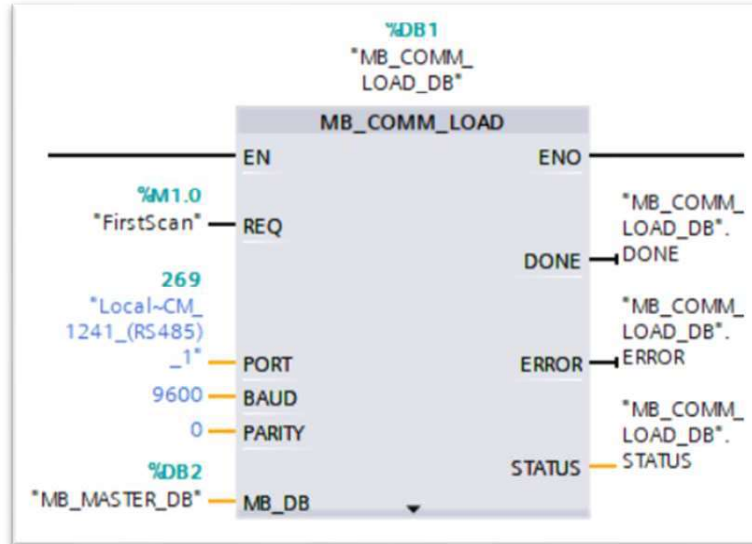 %DB1
"MB_COMM_
LOAD_DB"
MB_COMM_LOAD
EN
ENO
%M1.0
"FirstScan"
REQ
"MB_COMM_
LOAD_DB".
DONE
DONE
269
"Local~CM_
1241_(RS485)
_1"
PORT
"MB_COMM_
LOAD_DB".
ERROR
ERROR
9600
BAUD
0
PARITY
"MB_COMM_
LOAD_DB".
STATUS
STATUS
%DB2
"MB_MASTER_DB"
MB_DB